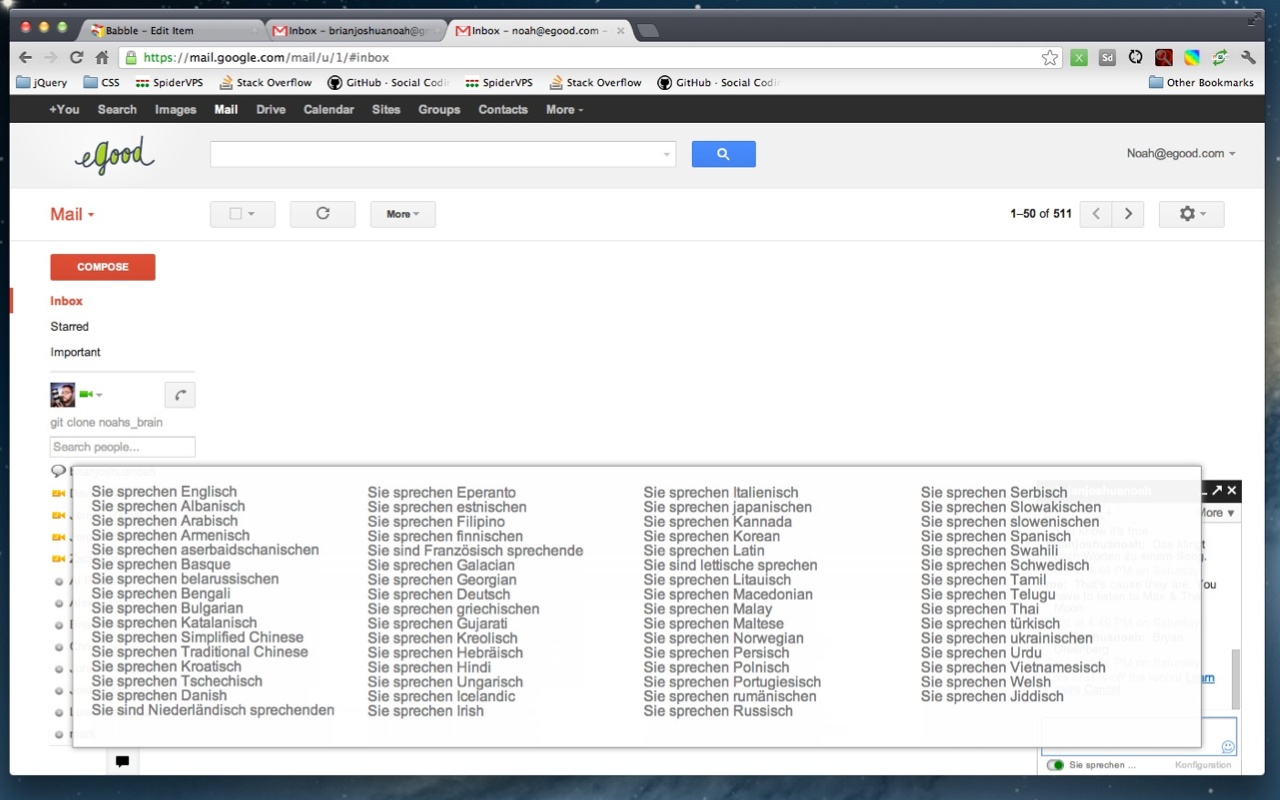 Babble - Edit Item
Inbox - brianjoshuanoah@g
Inbox - noah@egood.com -
https://mail.google.com/mail/u/1/#inbox
jQuery CSS SpiderVPS Stack Overflow GitHub - Social Codi SpiderVPS Stack Overflow GitHub - Social Codi Other Bookmarks
+You Search Images Mail Drive Calendar Sites Groups Contacts More
egood
Noah@egood.com
Mail
More
1–50 of 511
COMPOSE
Inbox
Starred
Important
git clone noahs_brain
Search people...
Sie sprechen Englisch
Sie sprechen Albanisch
Sie sprechen Arabisch
Sie sprechen Armenisch
Sie sprechen aserbaidschanischen
Sie sprechen Basque
Sie sprechen belarussischen
Sie sprechen Bengali
Sie sprechen Bulgarian
Sie sprechen Katalanisch
Sie sprechen Simplified Chinese
Sie sprechen Traditional Chinese
Sie sprechen Kroatisch
Sie sprechen Tschechisch
Sie sprechen Danish
Sie sind Niederländisch sprechenden
Sie sprechen Eperanto
Sie sprechen estnischen
Sie sprechen Filipino
Sie sprechen finnischen
Sie sind Französisch sprechende
Sie sprechen Galacian
Sie sprechen Georgian
Sie sprechen Deutsch
Sie sprechen griechischen
Sie sprechen Gujarati
Sie sprechen Kreolisch
Sie sprechen Hebräisch
Sie sprechen Hindi
Sie sprechen Ungarisch
Sie sprechen Icelandic
Sie sprechen Irish
Sie sprechen Italienisch
Sie sprechen japanischen
Sie sprechen Kannada
Sie sprechen Korean
Sie sprechen Latin
Sie sind lettische sprechen
Sie sprechen Litauisch
Sie sprechen Macedonian
Sie sprechen Malay
Sie sprechen Maltese
Sie sprechen Norwegian
Sie sprechen Persisch
Sie sprechen Polnisch
Sie sprechen Portugiesisch
Sie sprechen rumänischen
Sie sprechen Russisch
Sie sprechen Serbisch
Sie sprechen Slowakischen
Sie sprechen slowenischen
Sie sprechen Spanisch
Sie sprechen Swahili
Sie sprechen Schwedisch
Sie sprechen Tamil
Sie sprechen Telugu
Sie sprechen Thai
Sie sprechen türkisch
Sie sprechen ukrainischen
Sie sprechen Urdu
Sie sprechen Vietnamesisch
Sie sprechen Welsh
Sie sprechen Jiddisch
Sie sprechen ... Konfiguration